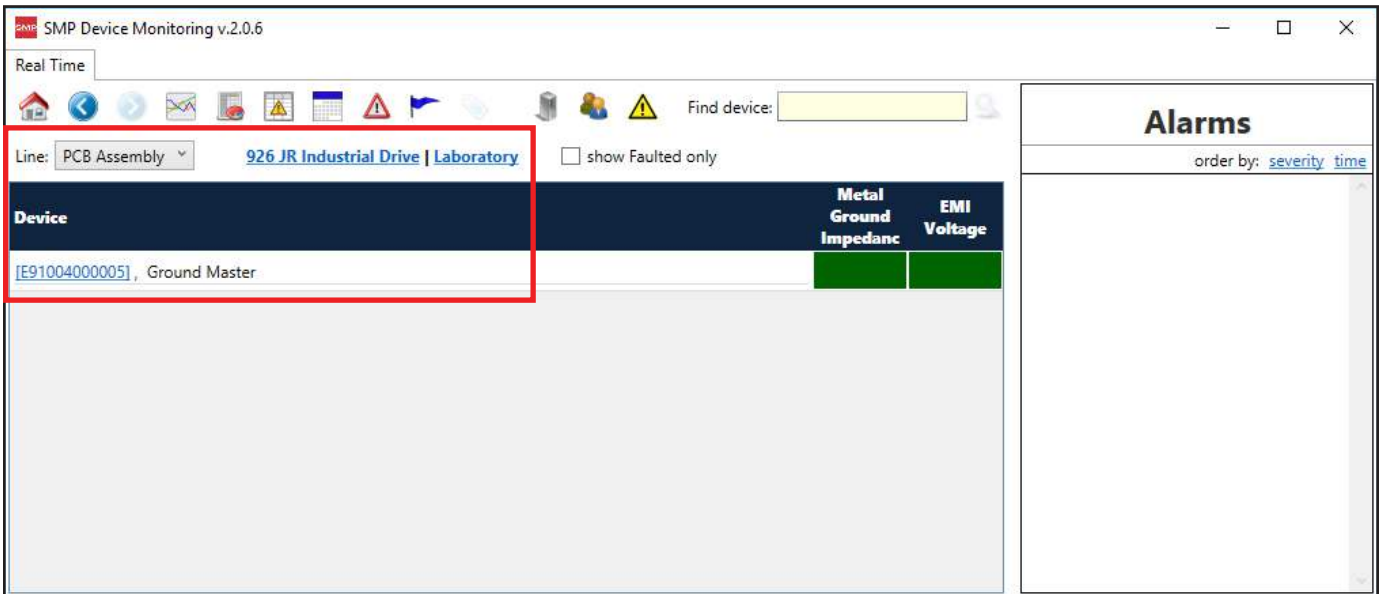 SMP SMP Device Monitoring v.2.0.6
Real Time
Find device:
Line: PCB Assembly 926 JR Industrial Drive | Laboratory show Faulted only
Device
Metal
Ground
Impedanc
EMI
Voltage
[E91004000005] , Ground Master
Alarms
order by: severity time